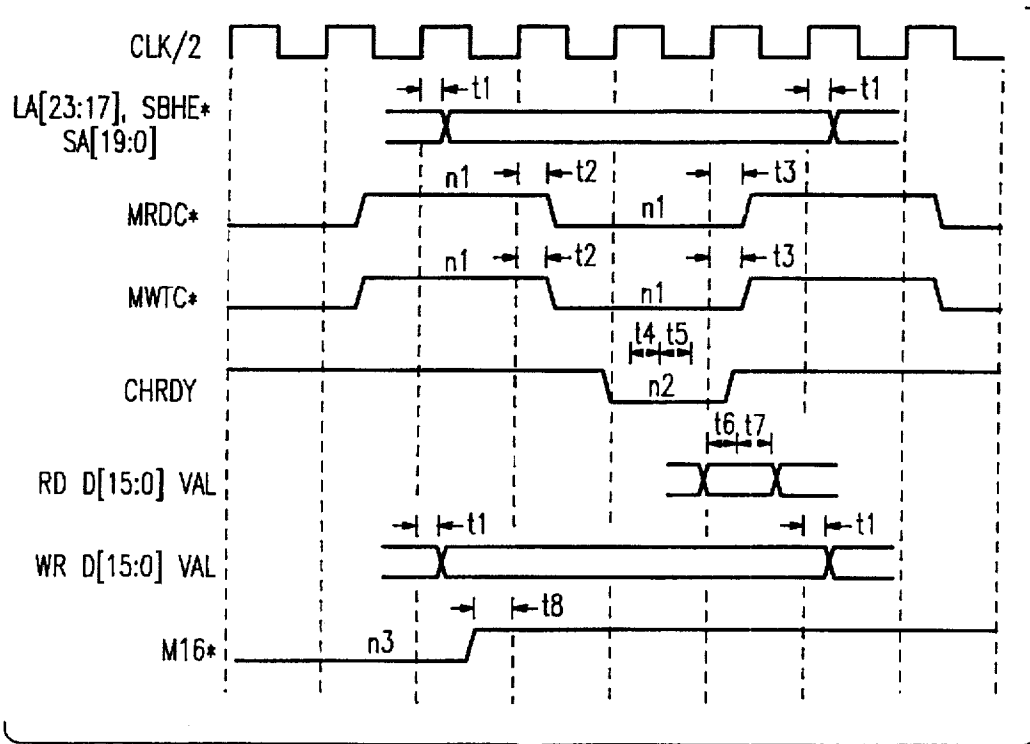 CLK/2
t1 t1
LA[23:17], SBHE*
SA[19:0]
n1 t2 t3
MRDC* n1
n1 t2 t3
MWTC* n1
t4 t5
CHRDY n2
t6 t7
RD D[15:0] VAL
t1 t1
WR D[15:0] VAL
t8
M16* n3